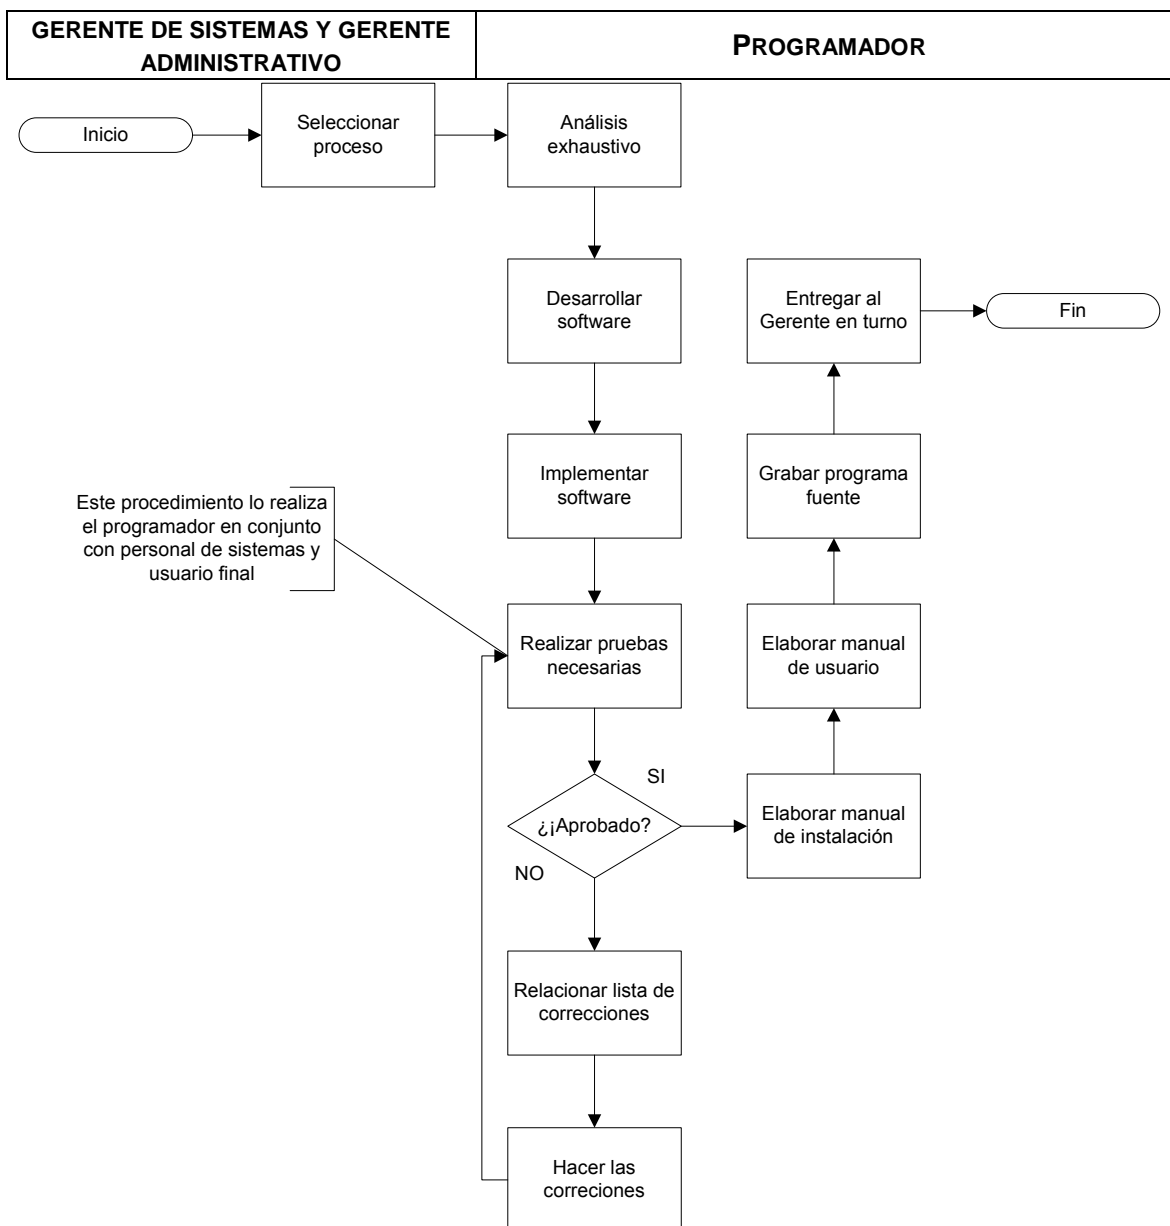 GERENTE DE SISTEMAS Y GERENTE
ADMINISTRATIVO
PROGRAMADOR
Inicio
Seleccionar
proceso
Análisis
exhaustivo
Desarrollar
software
Entregar al
Gerente en turno
Fin
Implementar
software
Grabar programa
fuente
Este procedimiento lo realiza
el programador en conjunto
con personal de sistemas y
usuario final
Realizar pruebas
necesarias
Elaborar manual
de usuario
SI
¿¡Aprobado?
Elaborar manual
de instalación
NO
Relacionar lista de
correcciones
Hacer las
correciones